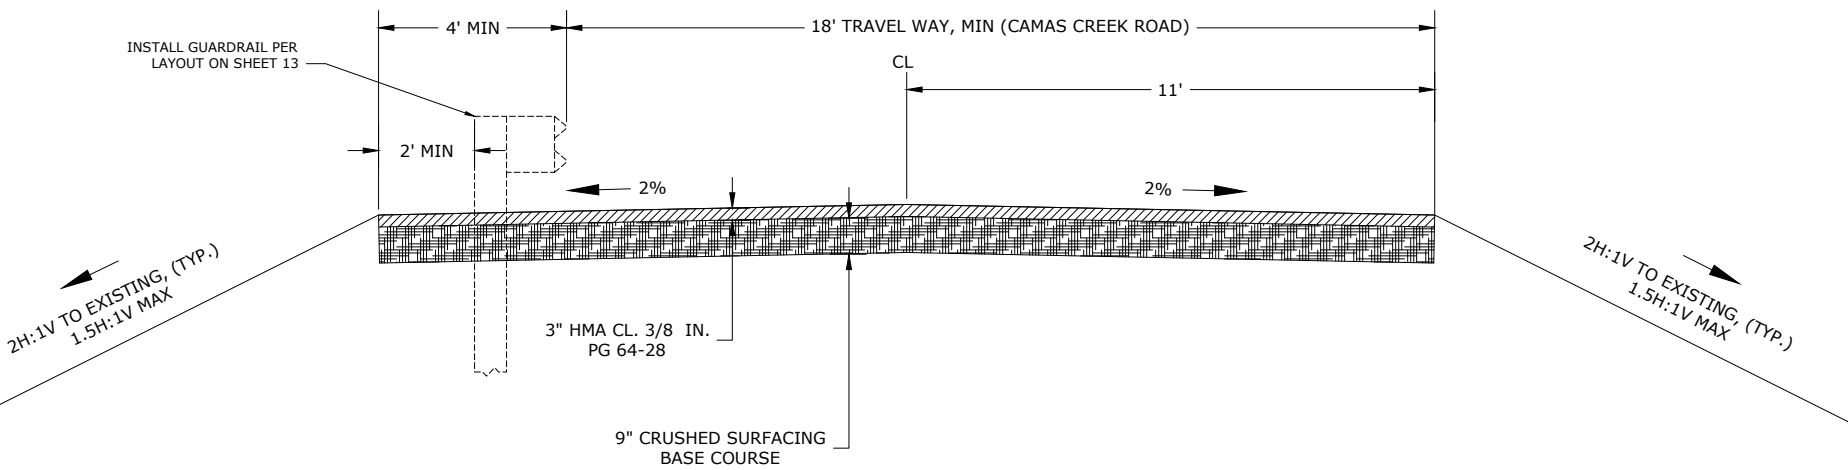 4' MIN
18' TRAVEL WAY, MIN (CAMAS CREEK ROAD)
INSTALL GUARDRAIL PER
LAYOUT ON SHEET 13
CL
11'
2' MIN
2%
2%
2H:1V TO EXISTING, (TYP.)
1.5H:1V MAX
2H:1V TO EXISTING, (TYP.)
1.5H:1V MAX
3" HMA CL. 3/8 IN.
PG 64-28
9" CRUSHED SURFACING
BASE COURSE